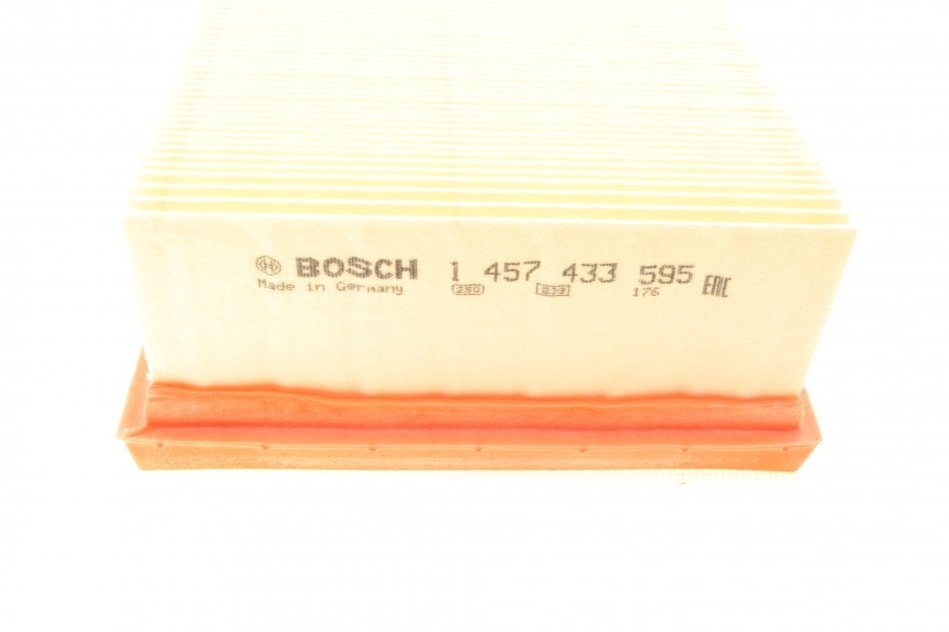 BOSCH 1 457 433 595 EAC
Made in Germany 176